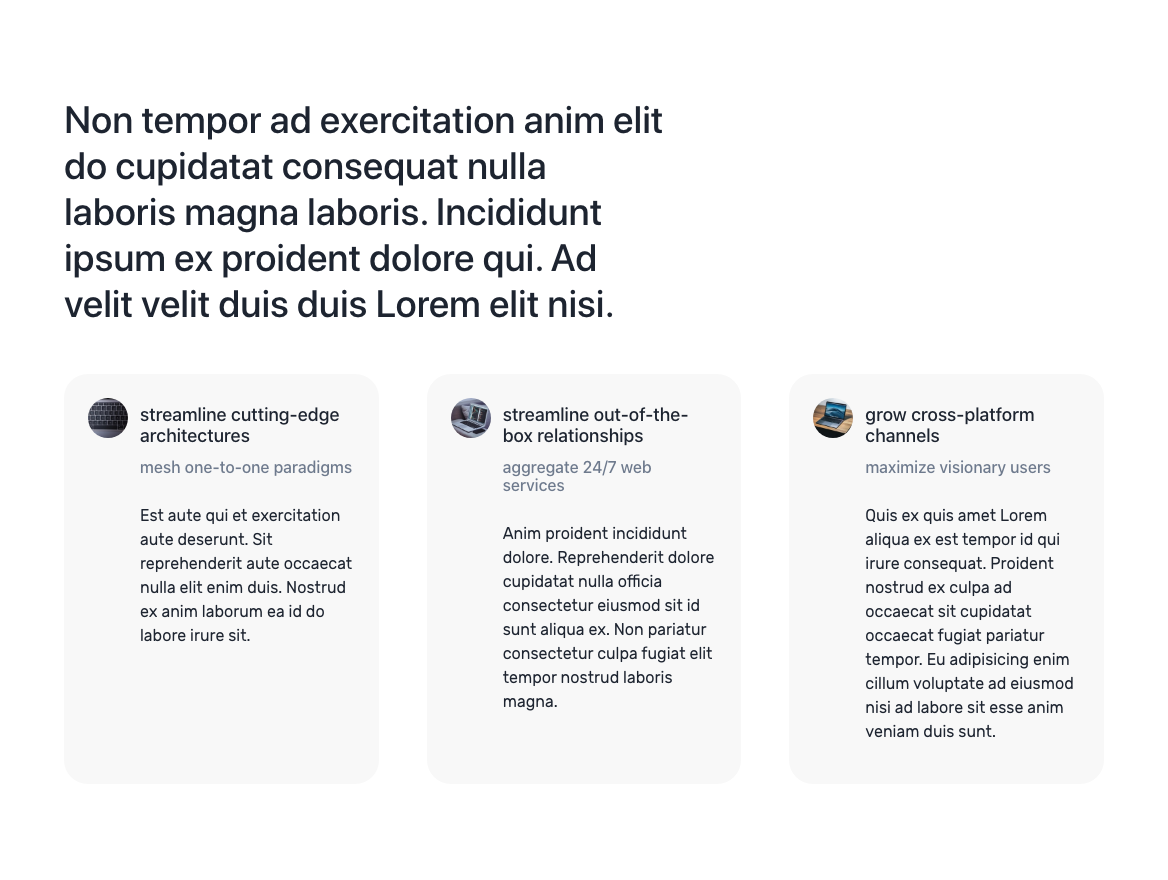 Non tempor ad exercitation anim elit
do cupidatat consequat nulla
laboris magna laboris. Incididunt
ipsum ex proident dolore qui. Ad
velit velit duis duis Lorem elit nisi.
streamline cutting-edge
architectures
mesh one-to-one paradigms
Est aute qui et exercitation
aute deserunt. Sit
reprehenderit aute occaecat
nulla elit enim duis. Nostrud
ex anim laborum ea id do
labore irure sit.
streamline out-of-the-
box relationships
aggregate 24/7 web
services
Anim proident incididunt
dolore. Reprehenderit dolore
cupidatat nulla officia
consectetur eiusmod sit id
sunt aliqua ex. Non pariatur
consectetur culpa fugiat elit
tempor nostrud laboris
magna.
grow cross-platform
channels
maximize visionary users
Quis ex quis amet Lorem
aliqua ex est tempor id qui
irure consequat. Proident
nostrud ex culpa ad
occaecat sit cupidatat
occaecat fugiat pariatur
tempor. Eu adipisicing enim
cillum voluptate ad eiusmod
nisi ad labore sit esse anim
veniam duis sunt.